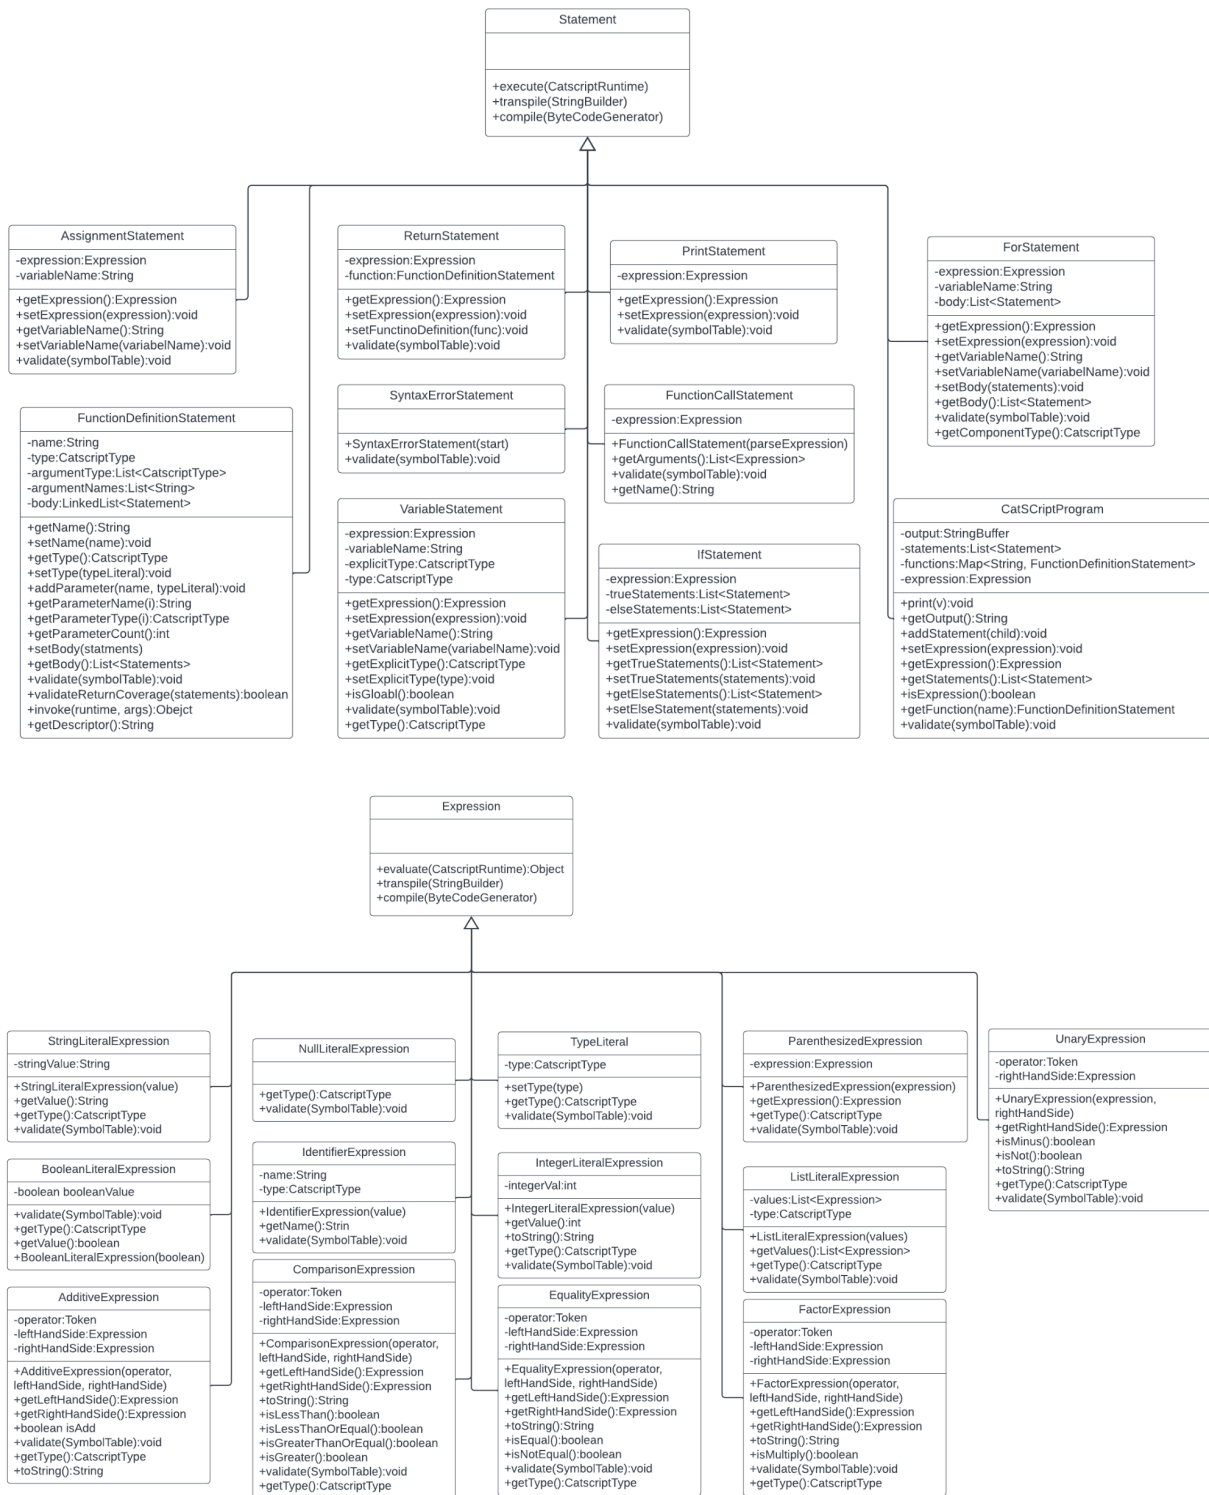 Statement
+execute(CatscriptRuntime)
+transpile(StringBuilder)
+compile(ByteCodeGenerator)
AssignmentStatement
-expression:Expression
-variableName:String
+getExpression():Expression
+setExpression(expression):void
+getVariableName():String
+setVariableName(variabelName):void
+validate(symbolTable):void
ReturnStatement
-expression:Expression
-function:FunctionDefinitionStatement
+getExpression():Expression
+setExpression(expression):void
+setFunctinoDefinition(func):void
+validate(symbolTable):void
PrintStatement
-expression:Expression
+getExpression():Expression
+setExpression(expression):void
+validate(symbolTable):void
ForStatement
-expression:Expression
-variableName:String
-body:List<Statement>
+getExpression():Expression
+setExpression(expression):void
+getVariableName():String
+setVariableName(variabelName):void
+setBody(statements):void
+getBody():List<Statement>
+validate(symbolTable):void
+getComponentType():CatscriptType
SyntaxErrorStatement
+SyntaxErrorStatement(start)
+validate(symbolTable):void
FunctionCallStatement
-expression:Expression
+FunctionCallStatement(parseExpression)
+getArguments():List<Expression>
+validate(symbolTable):void
+getName():String
FunctionDefinitionStatement
-name:String
-type:CatscriptType
-argumentType:List<CatscriptType>
-argumentNames:List<String>
-body:LinkedList<Statement>
+getName():String
+setName(name):void
+getType():CatscriptType
+setType(typeLiteral):void
+addParameter(name, typeLiteral):void
+getParameterName(i):String
+getParameterType(i):CatscriptType
+getParameterCount():int
+setBody(statments)
+getBody():List<Statements>
+validate(symbolTable):void
+validateReturnCoverage(statements):boolean
+invoke(runtime, args):Obejct
+getDescriptor():String
VariableStatement
-expression:Expression
-variableName:String
-explicitType:CatscriptType
-type:CatscriptType
+getExpression():Expression
+setExpression(expression):void
+getVariableName():String
+setVariableName(variabelName):void
+getExplicitType():CatscriptType
+setExplicitType(type):void
+isGloabl():boolean
+validate(symbolTable):void
+getType():CatscriptType
IfStatement
-expression:Expression
-trueStatements:List<Statement>
-elseStatements:List<Statement>
+getExpression():Expression
+setExpression(expression):void
+getTrueStatements():List<Statement>
+setTrueStatements(statements):void
+getElseStatements():List<Statement>
+setElseStatement(statements):void
+validate(symbolTable):void
CatSCriptProgram
-output:StringBuffer
-statements:List<Statement>
-functions:Map<String, FunctionDefinitionStatement>
-expression:Expression
+print(v):void
+getOutput():String
+addStatement(child):void
+setExpression(expression):void
+getExpression():Expression
+getStatements():List<Statement>
+isExpression():boolean
+getFunction(name):FunctionDefinitionStatement
+validate(symbolTable):void
Expression
+evaluate(CatscriptRuntime):Object
+transpile(StringBuilder)
+compile(ByteCodeGenerator)
StringLiteralExpression
-stringValue:String
+StringLiteralExpression(value)
+getValue():String
+getType():CatscriptType
+validate(SymbolTable):void
NullLiteralExpression
+getType():CatscriptType
+validate(SymbolTable):void
TypeLiteral
-type:CatscriptType
+setType(type)
+getType():CatscriptType
+validate(SymbolTable):void
ParenthesizedExpression
-expression:Expression
+ParenthesizedExpression(expression)
+getExpression():Expression
+getType():CatscriptType
+validate(SymbolTable):void
UnaryExpression
-operator:Token
-rightHandSide:Expression
+UnaryExpression(expression,
rightHandSide)
+getRightHandSide():Expression
+isMinus():boolean
+isNot():boolean
+toString():String
+getType():CatscriptType
+validate(SymbolTable):void
BooleanLiteralExpression
-boolean booleanValue
+validate(SymbolTable):void
+getType():CatscriptType
+getValue():boolean
+BooleanLiteralExpression(boolean)
IdentifierExpression
-name:String
-type:CatscriptType
+IdentifierExpression(value)
+getName():Strin
+validate(SymbolTable):void
IntegerLiteralExpression
-integerVal:int
+IntegerLiteralExpression(value)
+getValue():int
+toString():String
+getType():CatscriptType
+validate(SymbolTable):void
ListLiteralExpression
-values:List<Expression>
-type:CatscriptType
+ListLiteralExpression(values)
+getValues():List<Expression>
+getType():CatscriptType
+validate(SymbolTable):void
AdditiveExpression
-operator:Token
-leftHandSide:Expression
-rightHandSide:Expression
+AdditiveExpression(operator,
leftHandSide, rightHandSide)
+getLeftHandSide():Expression
+getRightHandSide():Expression
+boolean isAdd
+validate(SymbolTable):void
+getType():CatscriptType
+toString():String
ComparisonExpression
-operator:Token
-leftHandSide:Expression
-rightHandSide:Expression
+ComparisonExpression(operator,
leftHandSide, rightHandSide)
+getLeftHandSide():Expression
+getRightHandSide():Expression
+toString():String
+isLessThan():boolean
+isLessThanOrEqual():boolean
+isGreaterThanOrEqual():boolean
+isGreater():boolean
+validate(SymbolTable):void
+getType():CatscriptType
EqualityExpression
-operator:Token
-leftHandSide:Expression
-rightHandSide:Expression
+EqualityExpression(operator,
leftHandSide, rightHandSide)
+getLeftHandSide():Expression
+getRightHandSide():Expression
+toString():String
+isEqual():boolean
+isNotEqual():boolean
+validate(SymbolTable):void
+getType():CatscriptType
FactorExpression
-operator:Token
-leftHandSide:Expression
-rightHandSide:Expression
+FactorExpression(operator,
leftHandSide, rightHandSide)
+getLeftHandSide():Expression
+getRightHandSide():Expression
+toString():String
+isMultiply():boolean
+validate(SymbolTable):void
+getType():CatscriptType